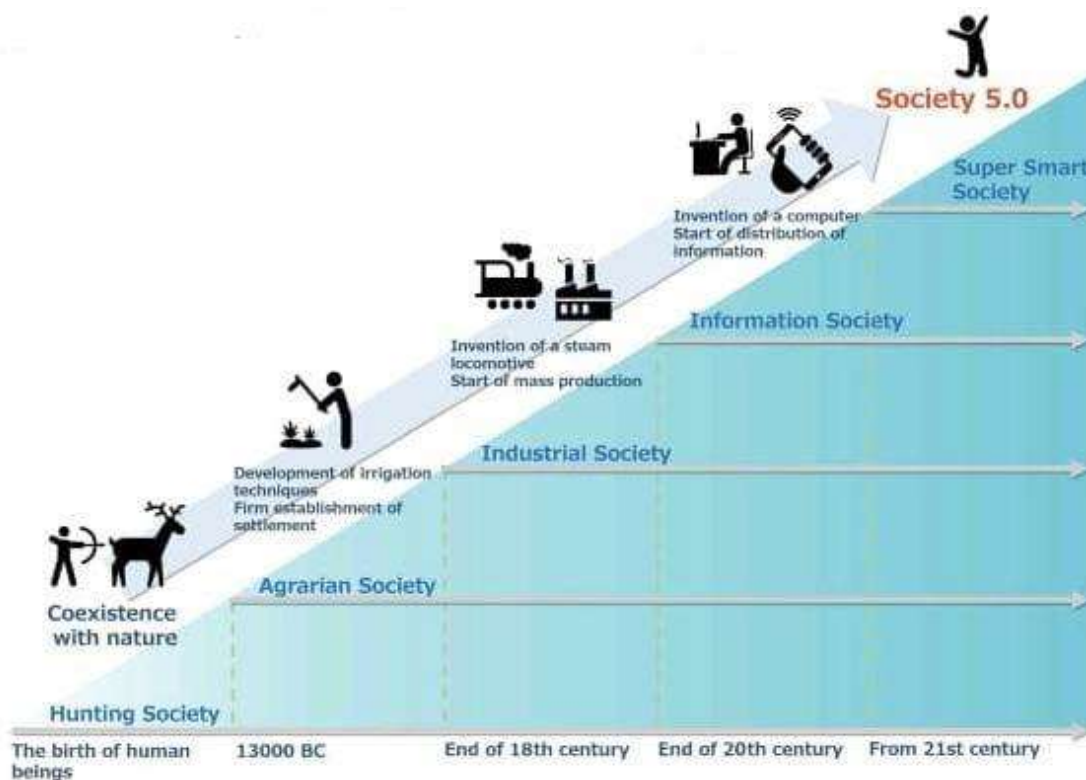 Society 5.0
Super Smart
Society
Invention of a computer
Start of distribution of
information
Information Society
Invention of a steam
locomotive
Start of mass production
Industrial Society
Development of irrigation
techniques
Firm establishment of
settlement
Agrarian Society
Coexistence
with nature
Hunting Society
The birth of human
beings
13000 BC
End of 18th century
End of 20th century
From 21st century